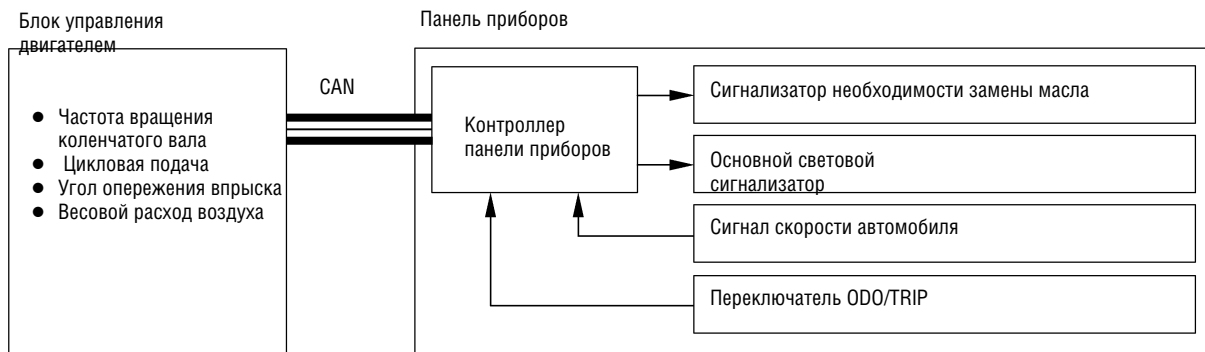 Блок управления
двигателем
Панель приборов
CAN
● Частота вращения
коленчатого вала
● Цикловая подача
● Угол опережения впрыска
● Весовой расход воздуха
Контроллер
панели приборов
Сигнализатор необходимости замены масла
Основной световой
сигнализатор
Сигнал скорости автомобиля
Переключатель ODO/TRIP